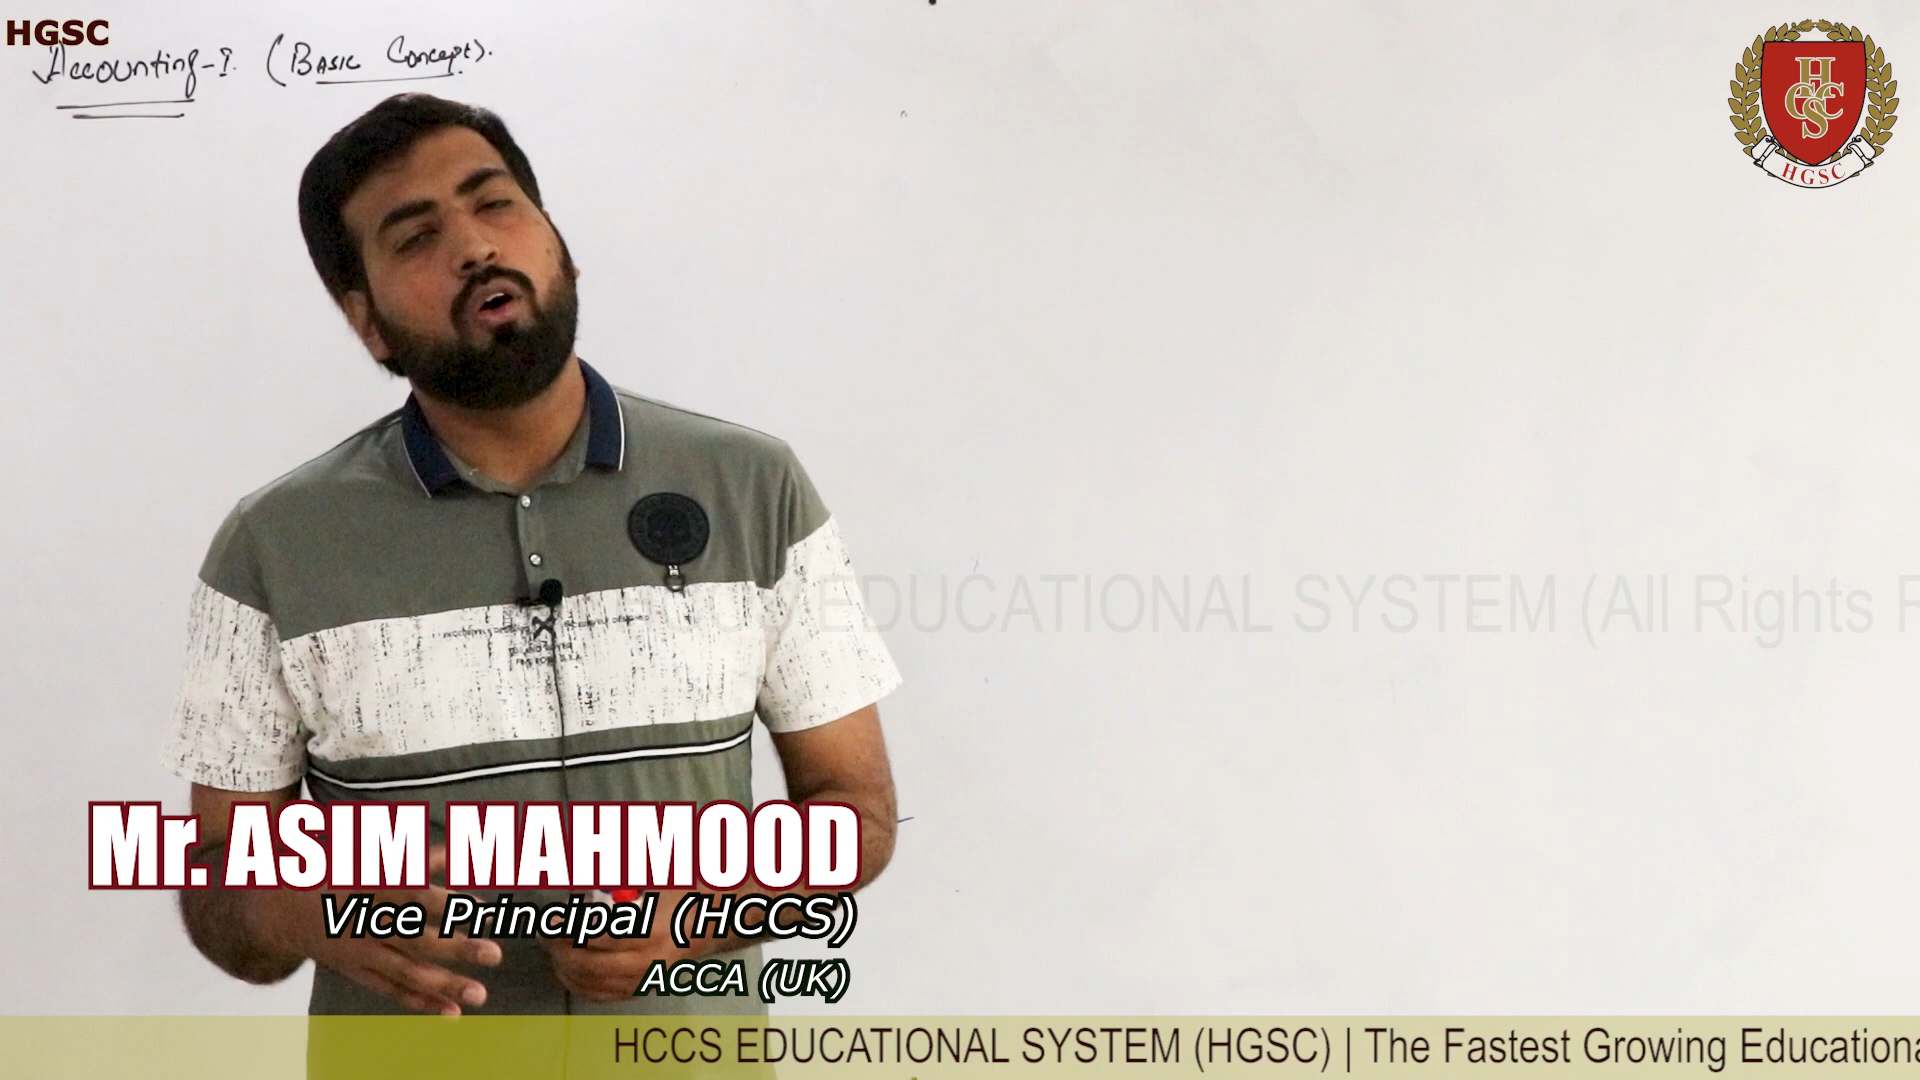 HGSC
Accounting-I. (Basic Concept).
H
CCC
S
HGSC
EDUCATIONAL SYSTEM (All Rights R
Mr. ASIM MAHMOOD
Vice Principal (HCCS)
ACCA (UK)
HCCS EDUCATIONAL SYSTEM (HGSC) | The Fastest Growing Educationa